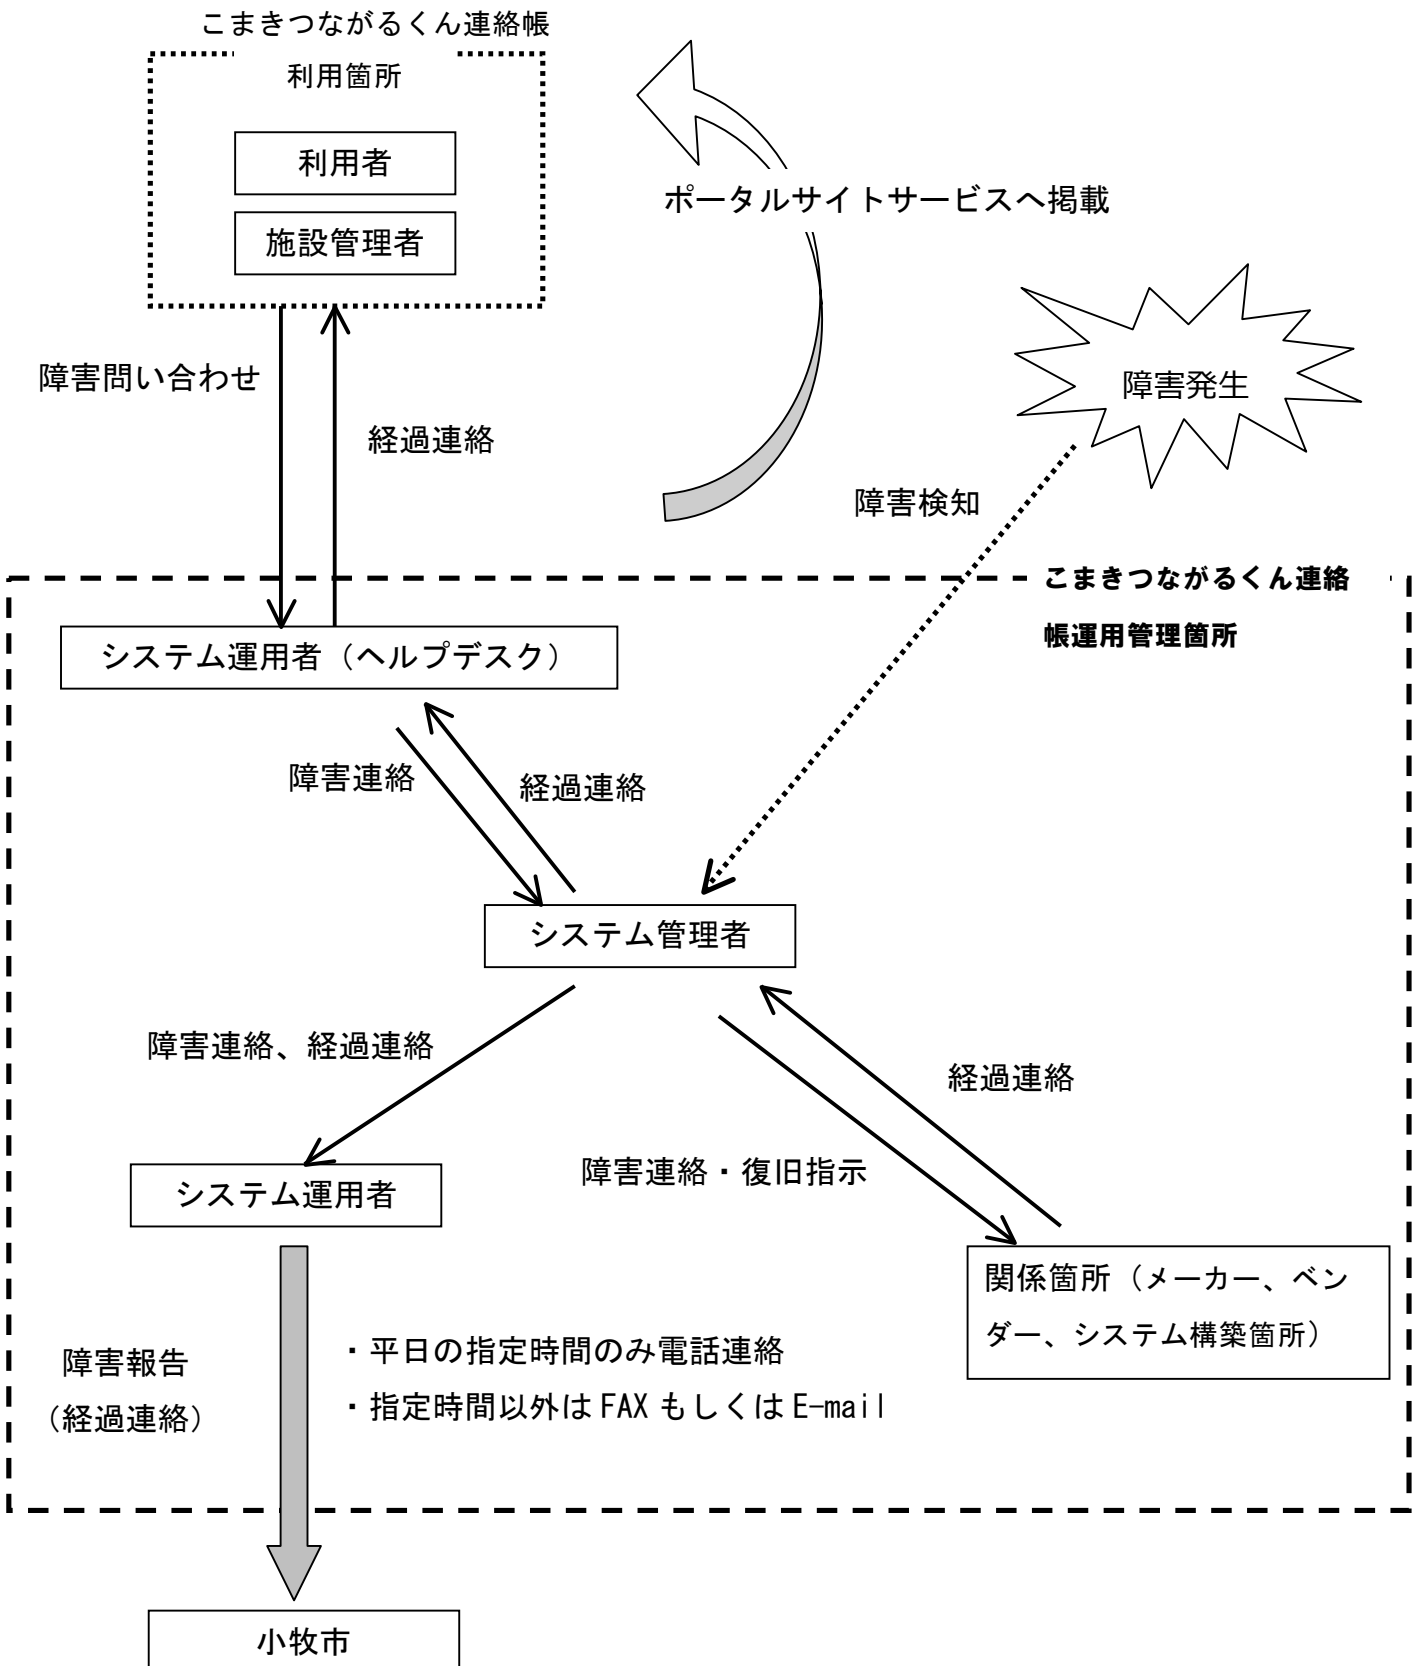 こまきつながるくん連絡帳
利用箇所
利用者
施設管理者
ポータルサイトサービスへ掲載
障害発生
障害問い合わせ
経過連絡
障害検知
こまきつながるくん連絡
帳運用管理箇所
システム運用者（ヘルプデスク）
障害連絡
経過連絡
システム管理者
障害連絡、経過連絡
経過連絡
障害連絡・復旧指示
システム運用者
関係箇所（メーカー、ベン
ダー、システム構築箇所）
障害報告
（経過連絡）
・平日の指定時間のみ電話連絡
・指定時間以外は FAX もしくは E-mail
小牧市